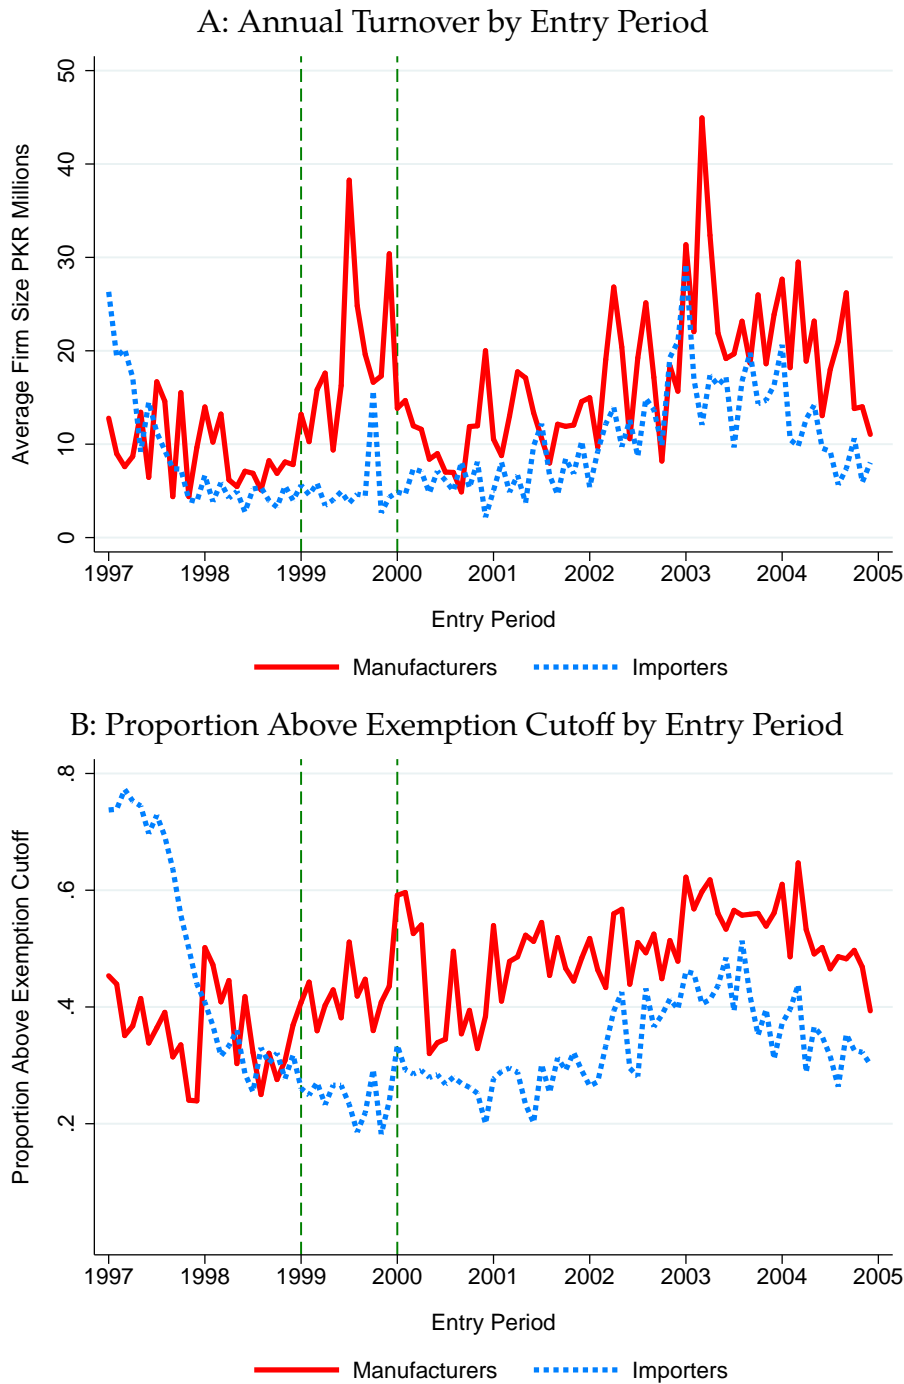 A: Annual Turnover by Entry Period
50
40
30
20
10
0
Average Firm Size PKR Millions
1997 1998 1999 2000 2001 2002 2003 2004 2005
Entry Period
Manufacturers Importers
B: Proportion Above Exemption Cutoff by Entry Period
.8
.6
.4
.2
Proportion Above Exemption Cutoff
1997 1998 1999 2000 2001 2002 2003 2004 2005
Entry Period
Manufacturers Importers